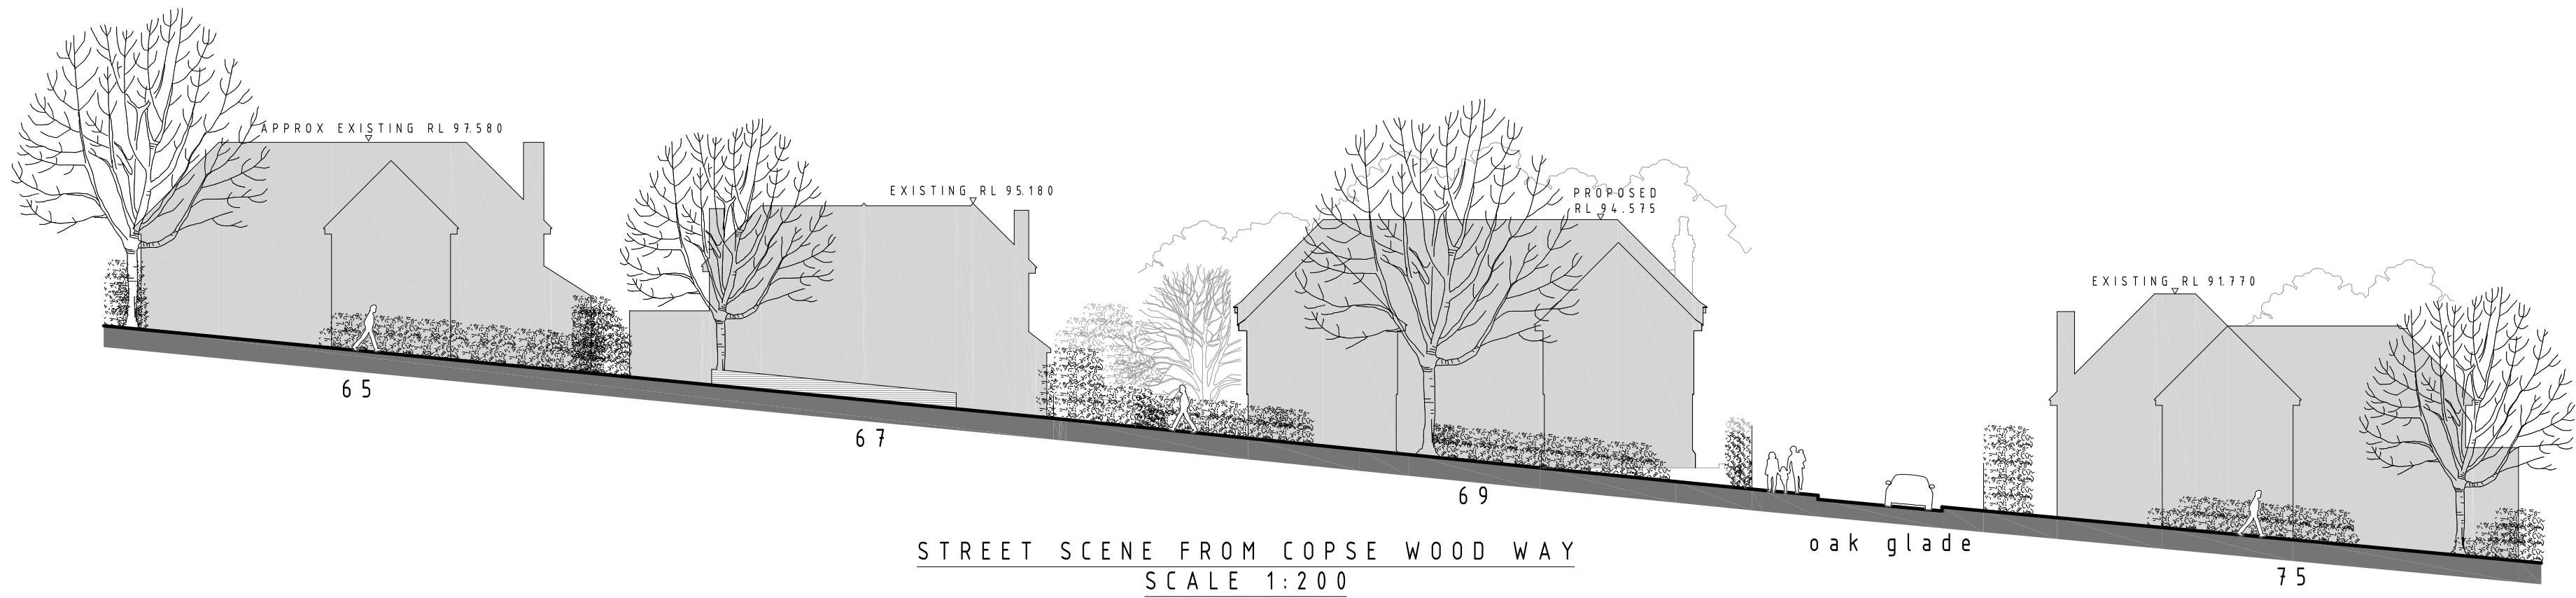 APPROX EXISTING RL 97.580
EXISTING RL 95.180
PROPOSED
RL 94.575
EXISTING RL 91.770
65
67
69
oak glade
75
STREET SCENE FROM COPSE WOOD WAY
SCALE 1:200